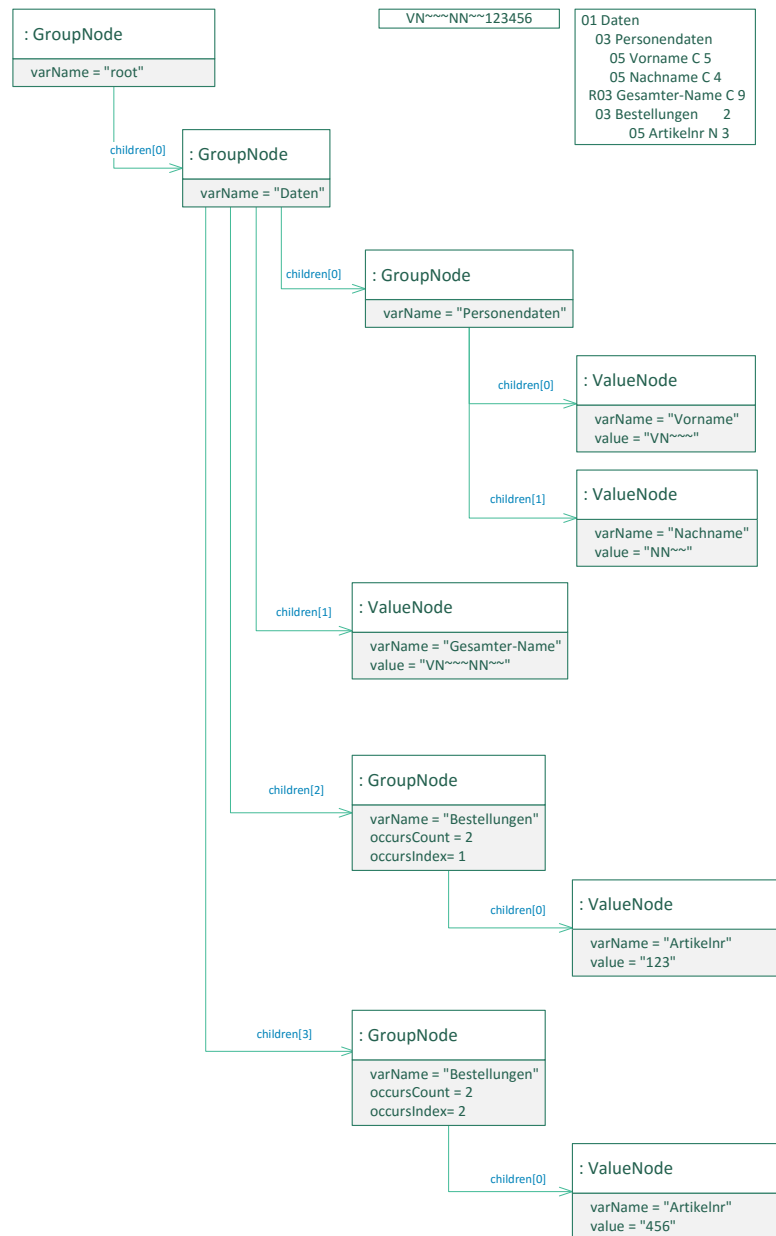 : GroupNode
varName = "root"
VN~~~NN~~123456
01 Daten
03 Personendaten
05 Vorname C 5
05 Nachname C 4
R03 Gesamter-Name C 9
03 Bestellungen 2
05 Artikelnr N 3
children[0]
: GroupNode
varName = "Daten"
children[0]
: GroupNode
varName = "Personendaten"
children[0]
: ValueNode
varName = "Vorname"
value = "VN~~~"
children[1]
: ValueNode
varName = "Nachname"
value = "NN~~"
children[1]
: ValueNode
varName = "Gesamter-Name"
value = "VN~~~NN~~"
children[2]
: GroupNode
varName = "Bestellungen"
occursCount = 2
occursIndex= 1
children[0]
: ValueNode
varName = "Artikelnr"
value = "123"
children[3]
: GroupNode
varName = "Bestellungen"
occursCount = 2
occursIndex= 2
children[0]
: ValueNode
varName = "Artikelnr"
value = "456"